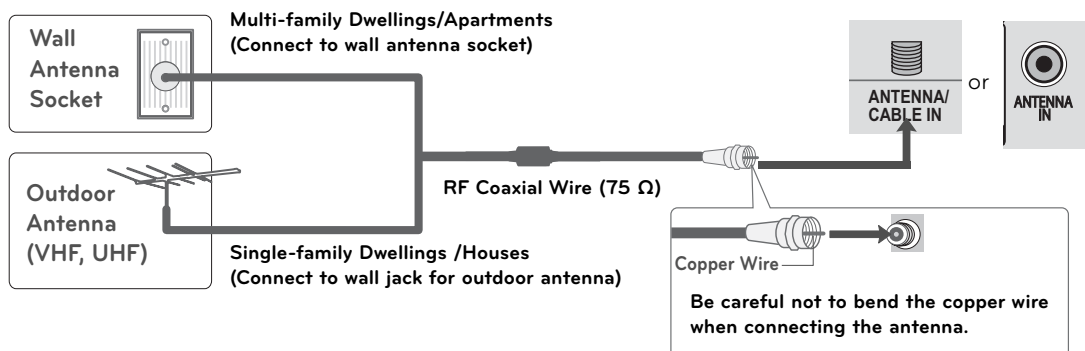 Wall
Antenna
Socket
Multi-family Dwellings/Apartments
(Connect to wall antenna socket)
Outdoor
Antenna
(VHF, UHF)
Single-family Dwellings /Houses
(Connect to wall jack for outdoor antenna)
RF Coaxial Wire (75 Ω)
ANTENNA/
CABLE IN
or
ANTENNA
IN
Copper Wire
Be careful not to bend the copper wire
when connecting the antenna.